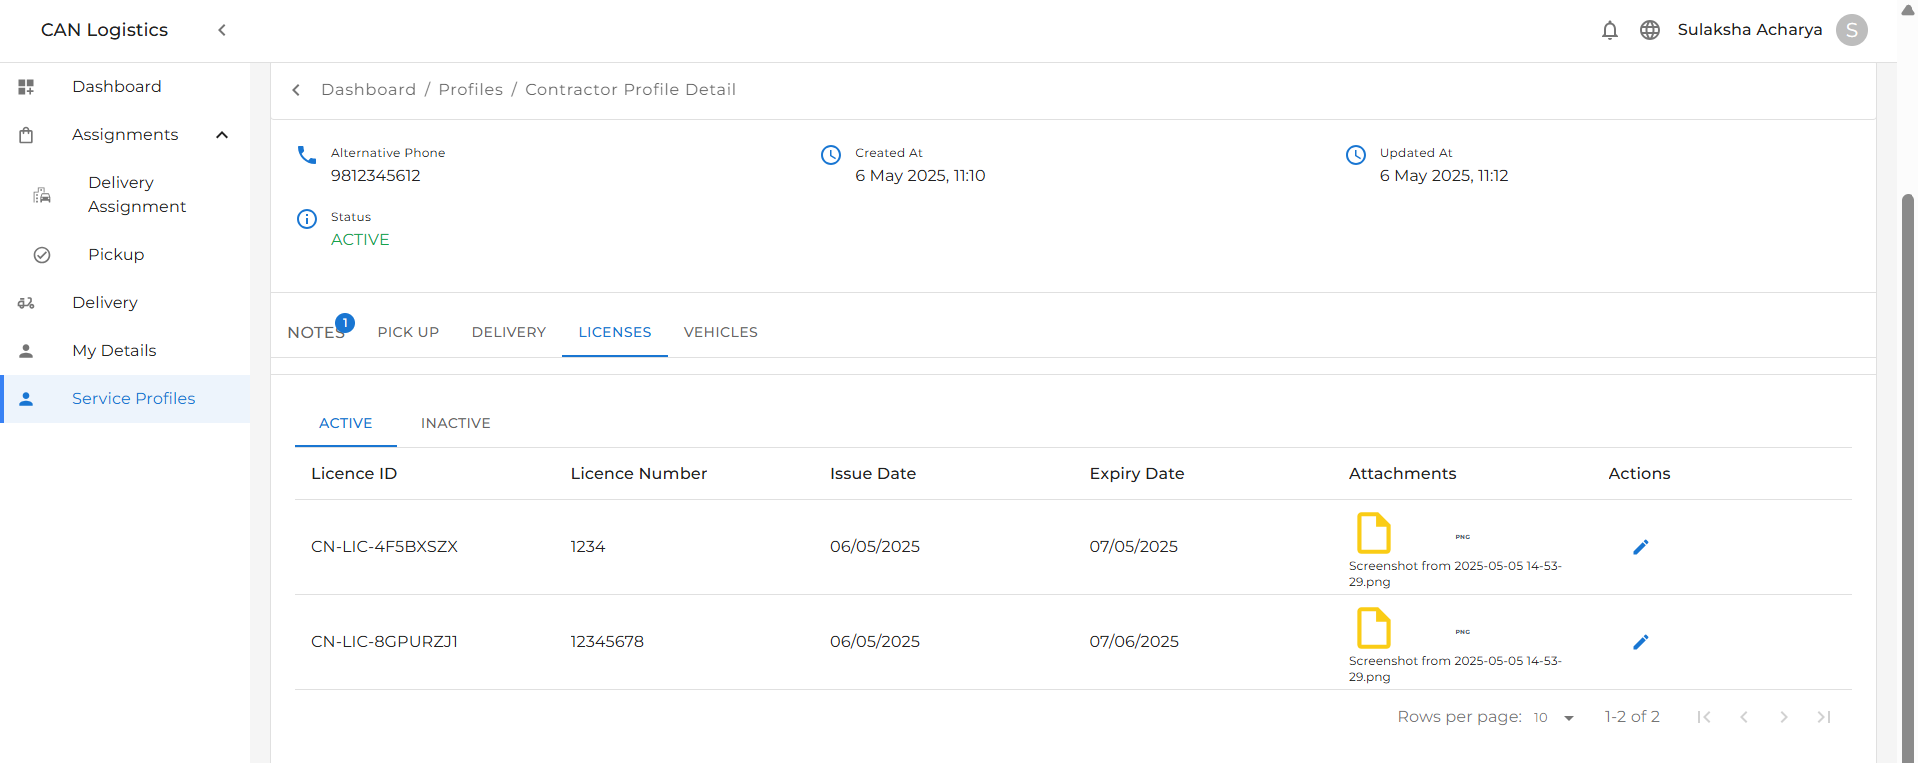 CAN Logistics
Sulaksha Acharya
S
Dashboard
Assignments
Delivery
Assignment
Pickup
Delivery
My Details
Service Profiles
Dashboard / Profiles / Contractor Profile Detail
Alternative Phone
9812345612
Created At
6 May 2025, 11:10
Updated At
6 May 2025, 11:12
Status
ACTIVE
NOTES 1 PICK UP DELIVERY LICENSES VEHICLES
ACTIVE INACTIVE
Licence ID Licence Number Issue Date Expiry Date Attachments Actions
CN-LIC-4F5BXSZX 1234 06/05/2025 07/05/2025
PNG
Screenshot from 2025-05-05 14-53-
29.png
CN-LIC-8GPURZJ1 12345678 06/05/2025 07/06/2025
PNG
Screenshot from 2025-05-05 14-53-
29.png
Rows per page: 10 1-2 of 2